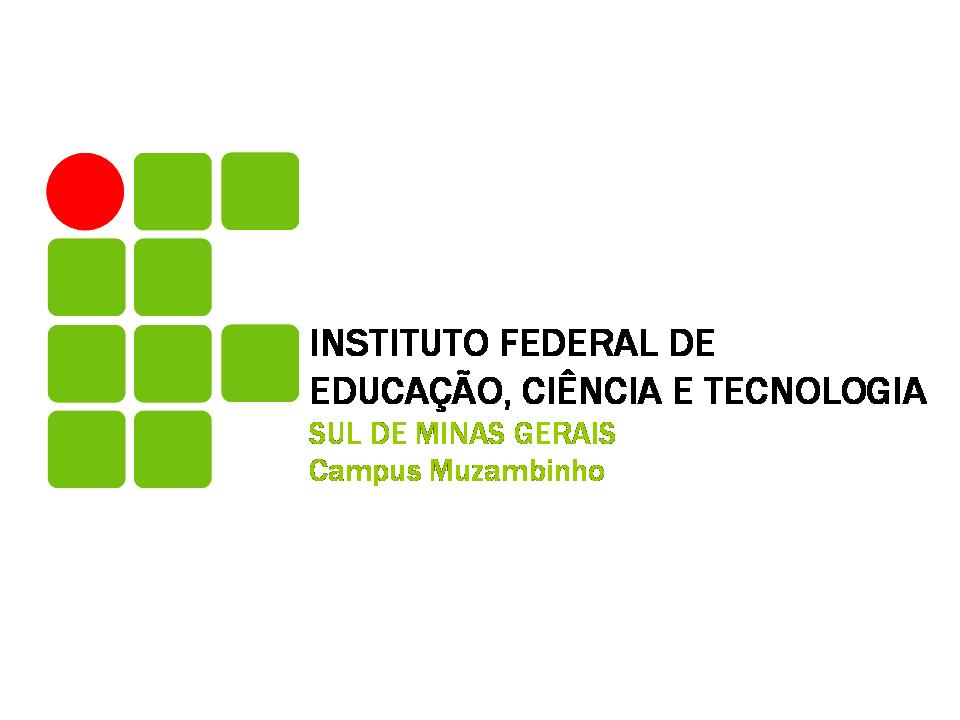 INSTITUTO FEDERAL DE
EDUCAÇÃO, CIÊNCIA E TECNOLOGIA
SUL DE MINAS GERAIS
Campus Muzambinho